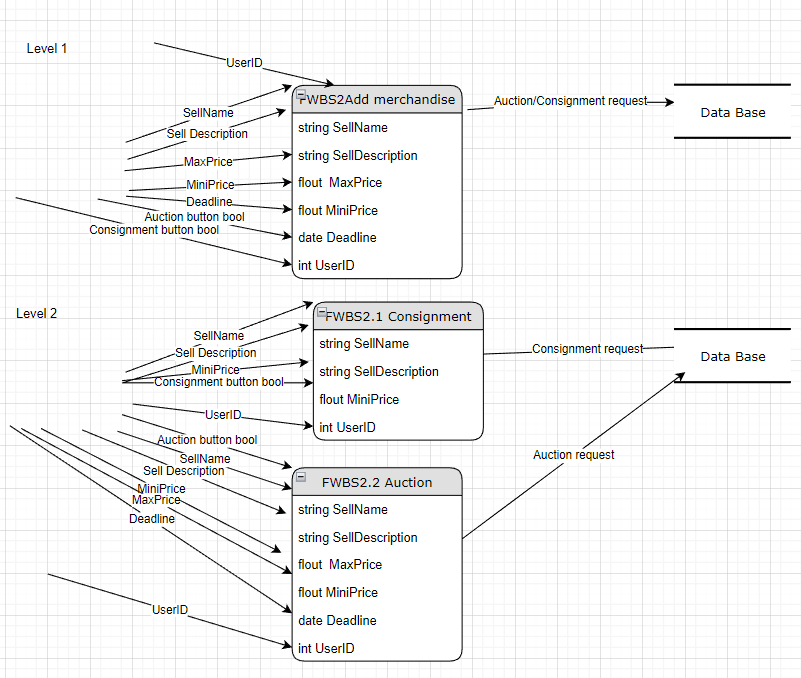 Level 1
UserID
SellName
Sell Description
MaxPrice
MiniPrice
Deadline
Auction button bool
Consignment button bool
FWBS2Add merchandise
string SellName
string SellDescription
flout  MaxPrice
flout MiniPrice
date Deadline
int UserID
Auction/Consignment request
Data Base
Level 2
SellName
Sell Description
MiniPrice
Consignment button bool
UserID
FWBS2.1 Consignment
string SellName
string SellDescription
flout MiniPrice
int UserID
Consignment request
Data Base
Auction button bool
SellName
Sell Description
MiniPrice
MaxPrice
Deadline
UserID
FWBS2.2 Auction
string SellName
string SellDescription
flout  MaxPrice
flout MiniPrice
date Deadline
int UserID
Auction request